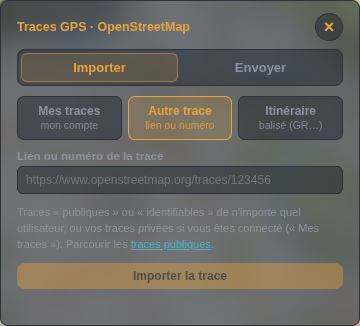 Traces GPS · OpenStreetMap
×
Importer
Envoyer
Mes traces
mon compte
Autre trace
lien ou numéro
Itinéraire
balisé (GR…)
Lien ou numéro de la trace
https://www.openstreetmap.org/traces/123456
Traces « publiques » ou « identifiables » de n'importe quel
utilisateur, ou vos traces privées si vous êtes connecté (« Mes
traces »). Parcourir les traces publiques.
Importer la trace